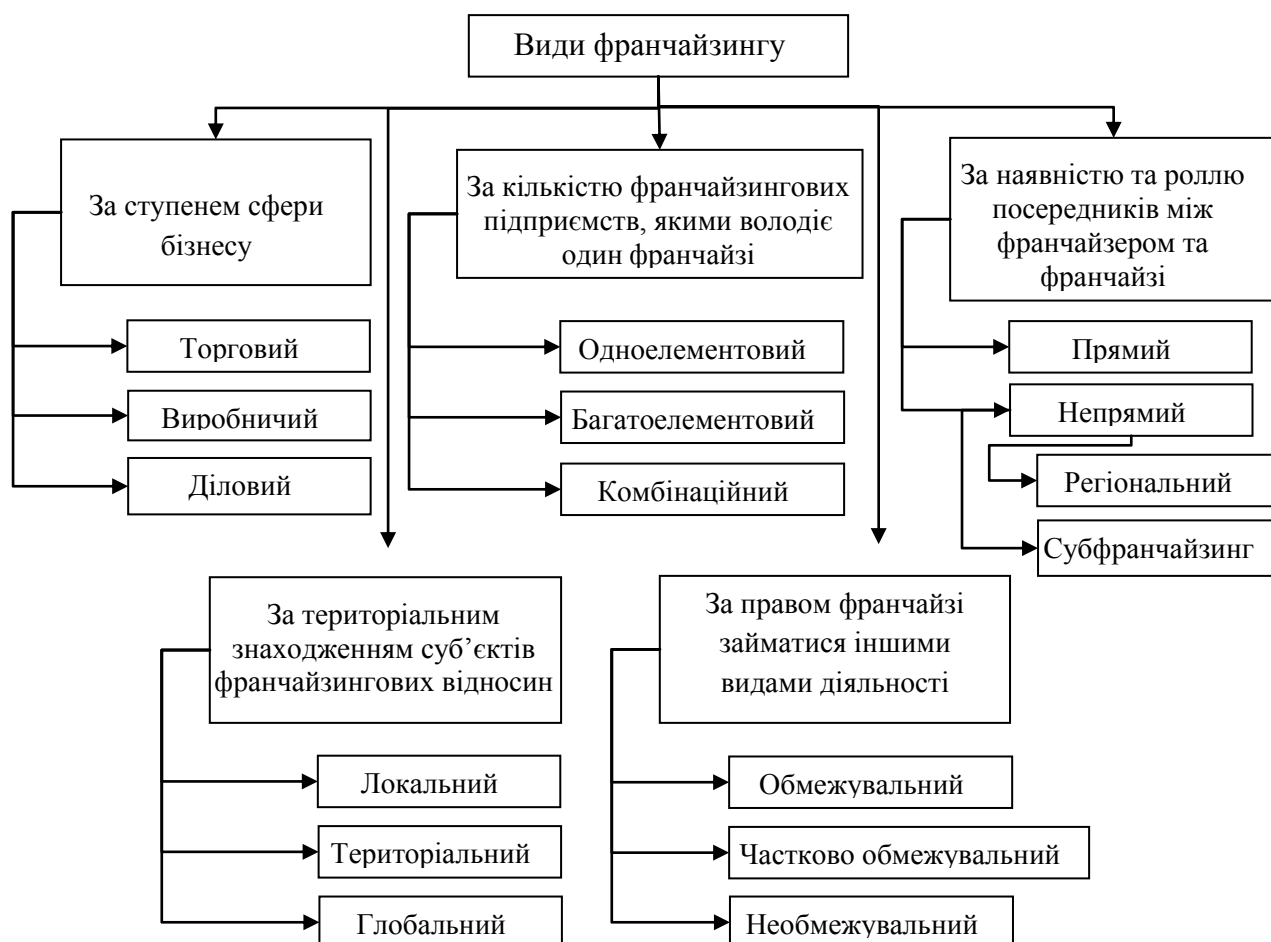 Види франчайзингу
За ступенем сфери
бізнесу
Торговий
Виробничий
Діловий
За кількістю франчайзингових
підприємств, якими володіє
один франчайзі
Одноелементовий
Багатоелементовий
Комбінаційний
За наявністю та роллю
посередників між
франчайзером та
франчайзі
Прямий
Непрямий
Регіональний
Субфранчайзинг
За територіальним
знаходженням суб’єктів
франчайзингових відносин
Локальний
Територіальний
Глобальний
За правом франчайзі
займатися іншими
видами діяльності
Обмежувальний
Частково обмежувальний
Необмежувальний